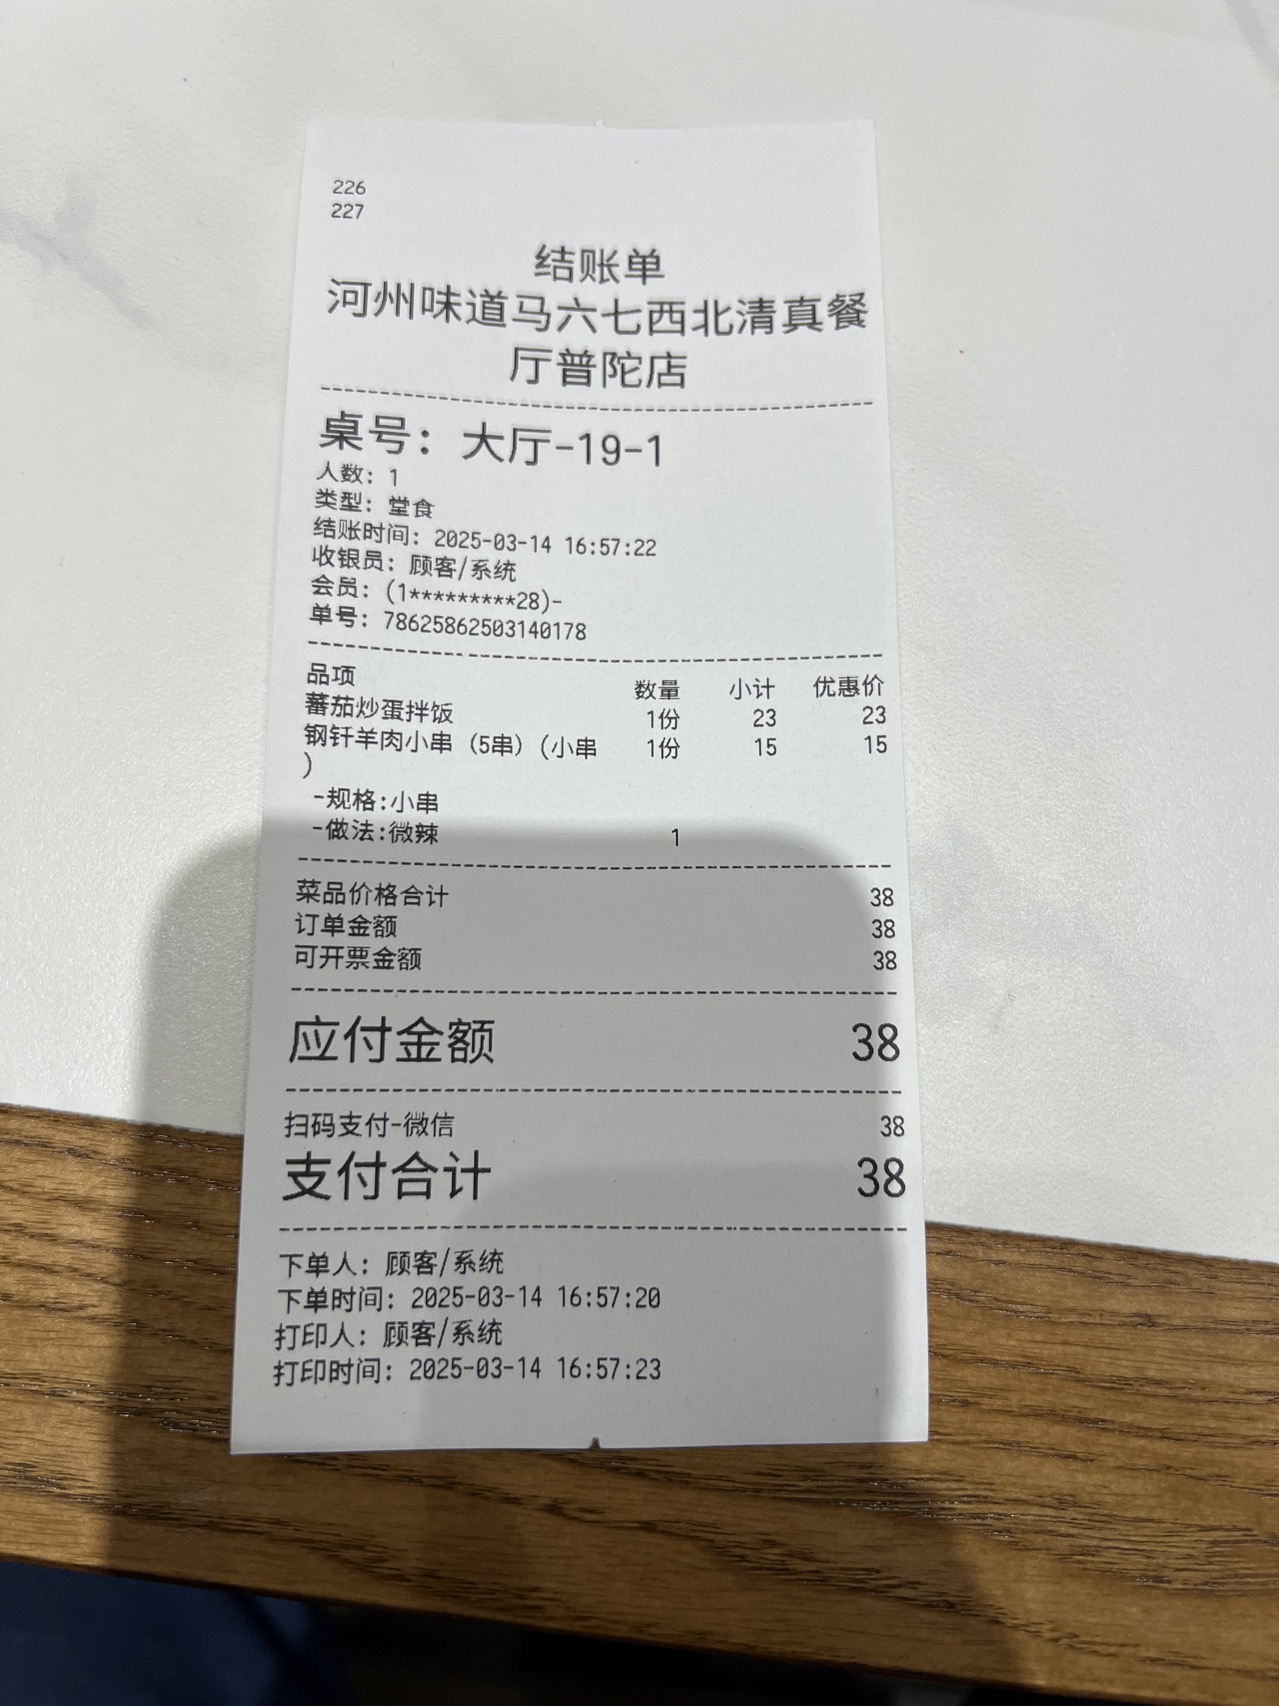 226
227
结账单
河州味道马六七西北清真餐
厅普陀店
桌号：大厅-19-1
人数：1
类型：堂食
结账时间：2025-03-14 16:57:22
收银员：顾客/系统
会员：(1*********28)-
单号：78625862503140178
品项 数量 小计 优惠价
蕃茄炒蛋拌饭 1份 23 23
钢钎羊肉小串（5串）(小串 1份 15 15
)
-规格:小串
-做法:微辣 1
菜品价格合计 38
订单金额 38
可开票金额 38
应付金额 38
扫码支付-微信 38
支付合计 38
下单人：顾客/系统
下单时间：2025-03-14 16:57:20
打印人：顾客/系统
打印时间：2025-03-14 16:57:23